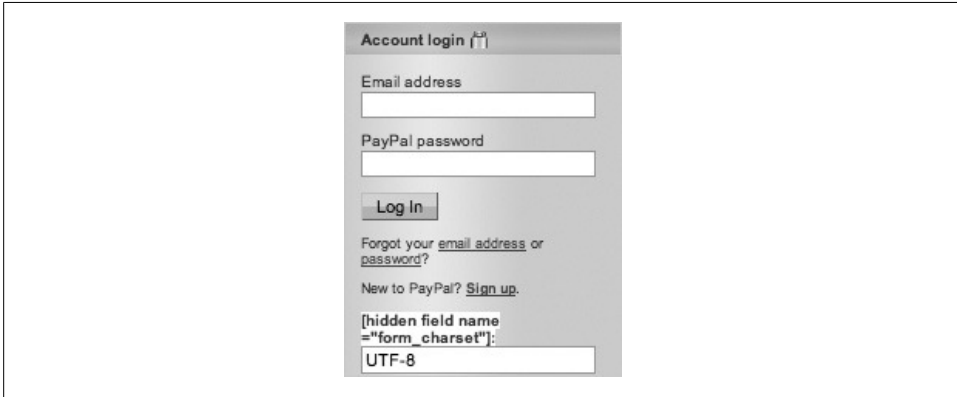 Account login
Email address
PayPal password
Log In
Forgot your email address or
password?
New to PayPal? Sign up.
[hidden field name
="form_charset"]:
UTF-8